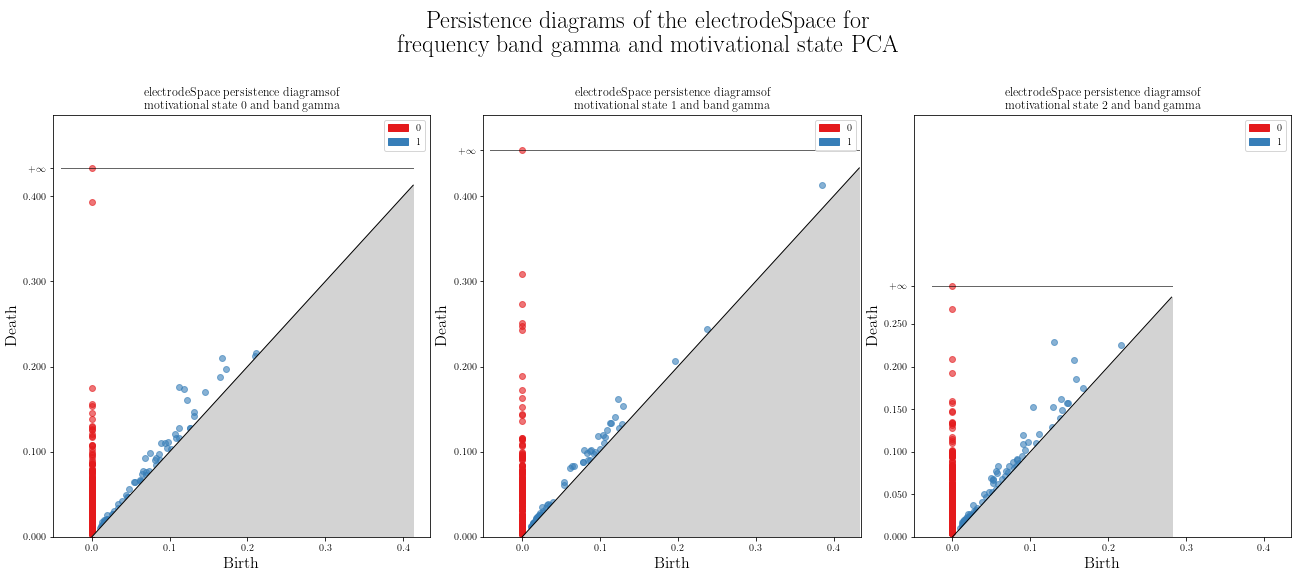 Persistence diagrams of the electrodeSpace for
frequency band gamma and motivational state PCA
electrodeSpace persistence diagramsof
motivational state 0 and band gamma
0
1
+∞
0.400
0.300
0.200
0.100
0.000
Death
0.0 0.1 0.2 0.3 0.4
Birth
electrodeSpace persistence diagramsof
motivational state 1 and band gamma
0
1
+∞
0.400
0.300
0.200
0.100
0.000
Death
0.0 0.1 0.2 0.3 0.4
Birth
electrodeSpace persistence diagramsof
motivational state 2 and band gamma
0
1
+∞
0.250
0.200
0.150
0.100
0.050
0.000
Death
0.0 0.1 0.2 0.3 0.4
Birth